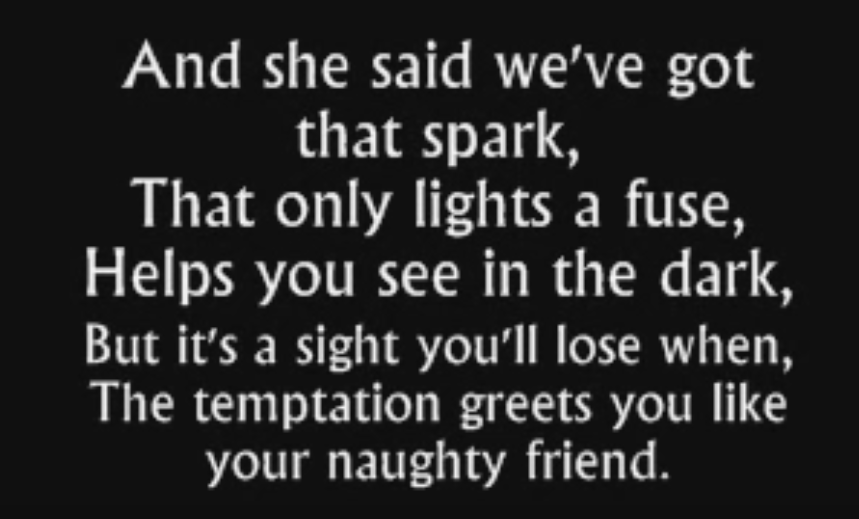 And she said we've got
that spark,
That only lights a fuse,
Helps you see in the dark,
But it's a sight you'll lose when,
The temptation greets you like
your naughty friend.